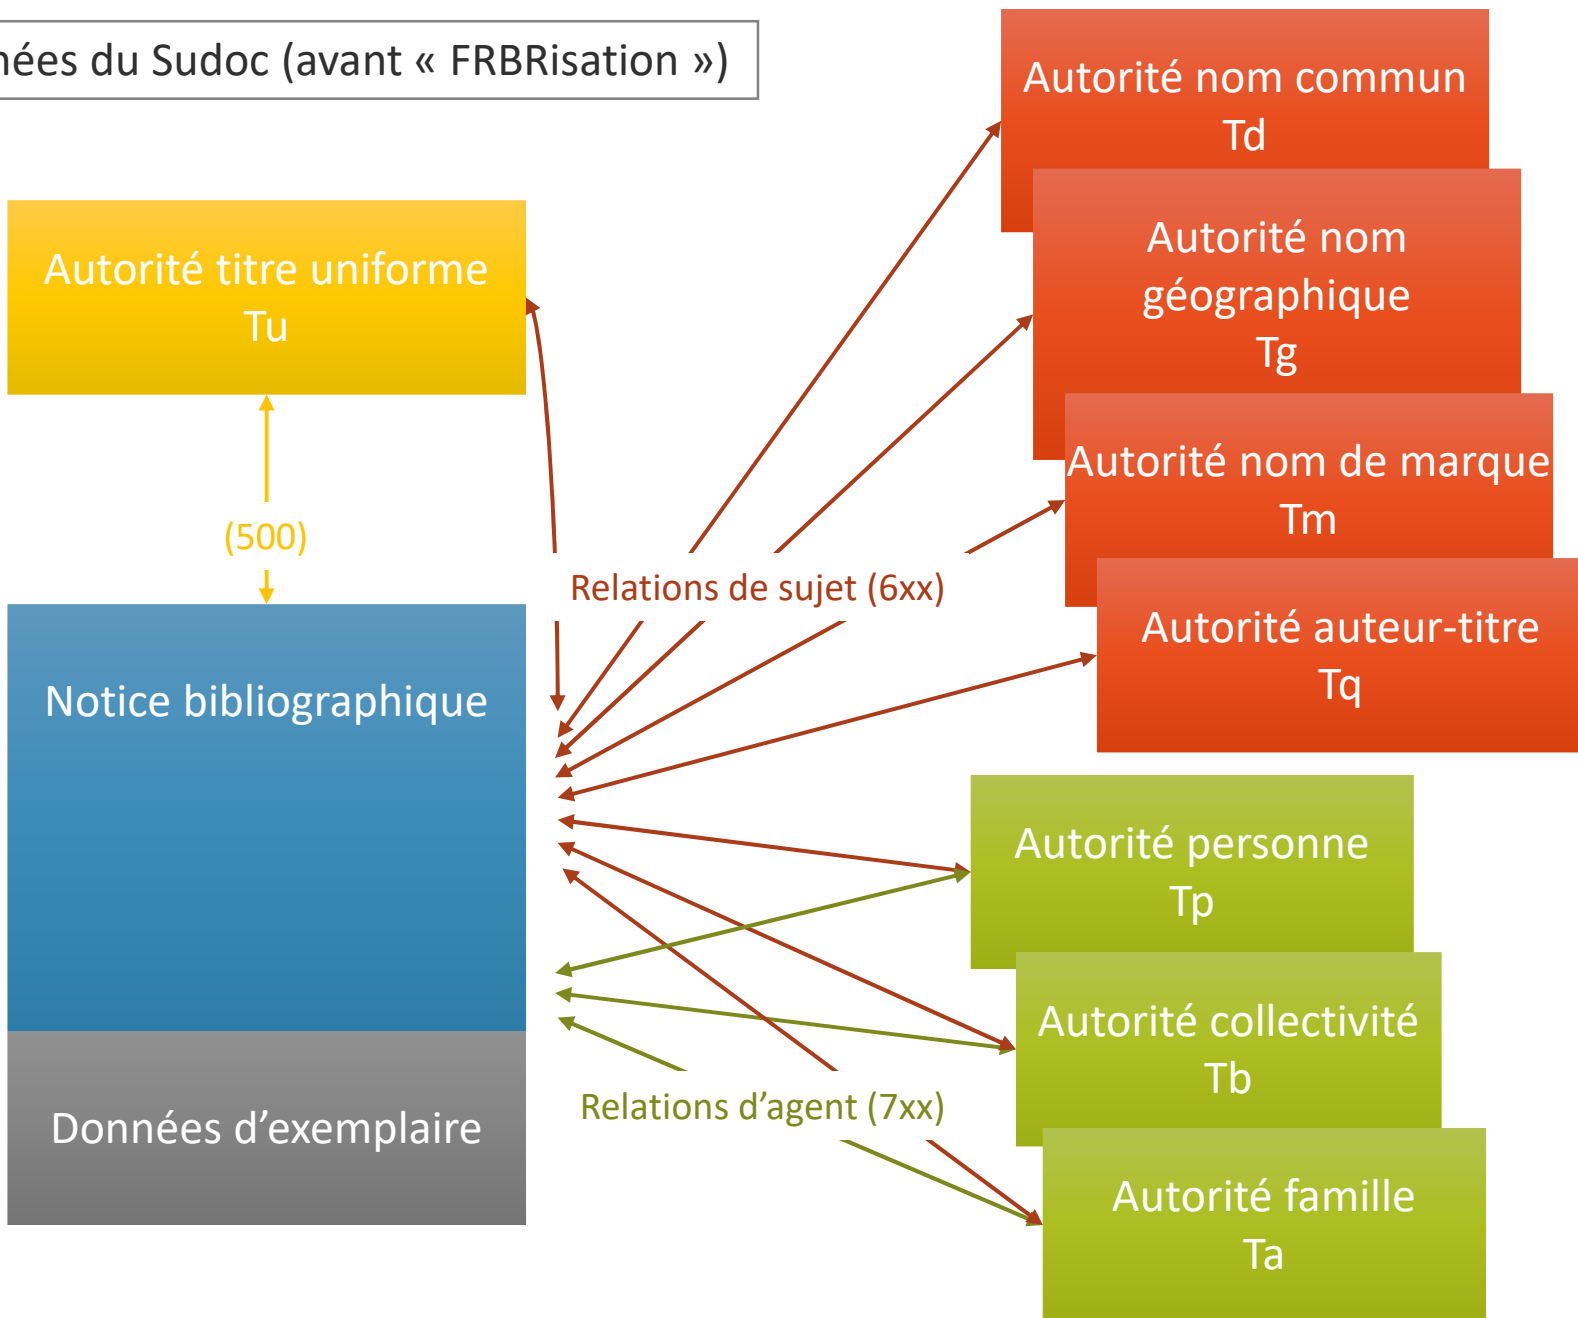 nées du Sudoc (avant « FRBRisation »)
Autorité nom commun
Td
Autorité nom
géographique
Tg
Autorité titre uniforme
Tu
Autorité nom de marque
Tm
(500)
Relations de sujet (6xx)
Autorité auteur-titre
Tq
Notice bibliographique
Autorité personne
Tp
Autorité collectivité
Tb
Relations d’agent (7xx)
Données d’exemplaire
Autorité famille
Ta